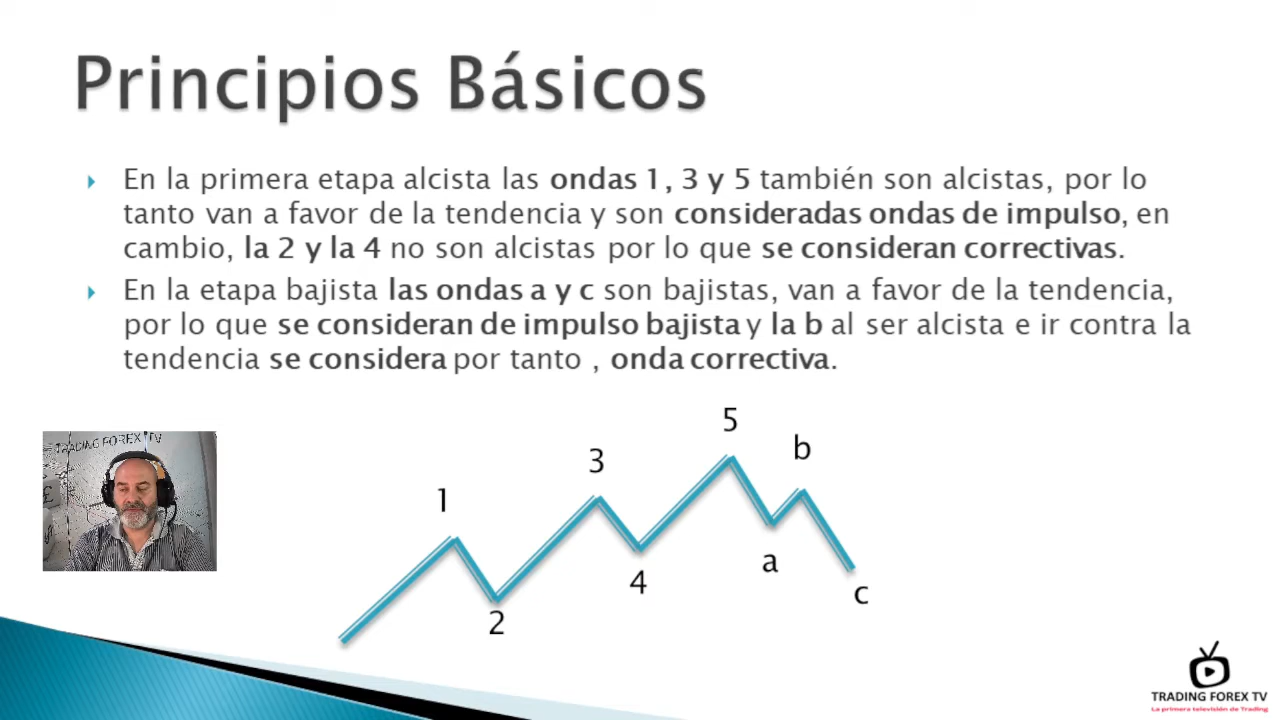 Principios Básicos
En la primera etapa alcista las ondas 1, 3 y 5 también son alcistas, por lo
tanto van a favor de la tendencia y son consideradas ondas de impulso, en
cambio, la 2 y la 4 no son alcistas por lo que se consideran correctivas.
En la etapa bajista las ondas a y c son bajistas, van a favor de la tendencia,
por lo que se consideran de impulso bajista y la b al ser alcista e ir contra la
tendencia se considera por tanto , onda correctiva.
5
b
3
1
a
4
c
2
TRADING FOREX TV
TRADING FOREX TV
La primera televisión de Trading